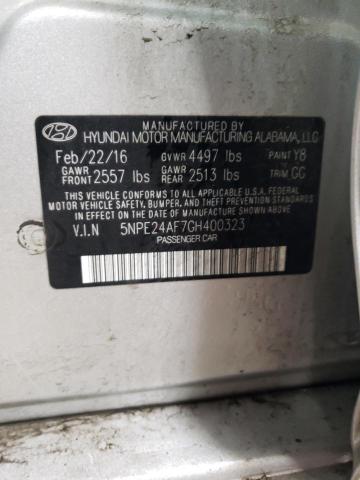 MANUFACTURED BY
HYUNDAI MOTOR MANUFACTURING ALABAMA, LLC
Feb/22/16 GVWR 4497 lbs PAINT Y8
GAWR FRONT 2557 lbs GAWR REAR 2513 lbs TRIM GC
THIS VEHICLE CONFORMS TO ALL APPLICABLE U.S.A. FEDERAL
MOTOR VEHICLE SAFETY, BUMPER, AND THEFT PREVENTION STANDARDS
IN EFFECT ON THE DATE OF MANUFACTURE SHOWN ABOVE.
V.I.N 5NPE24AF7GH400323
PASSENGER CAR